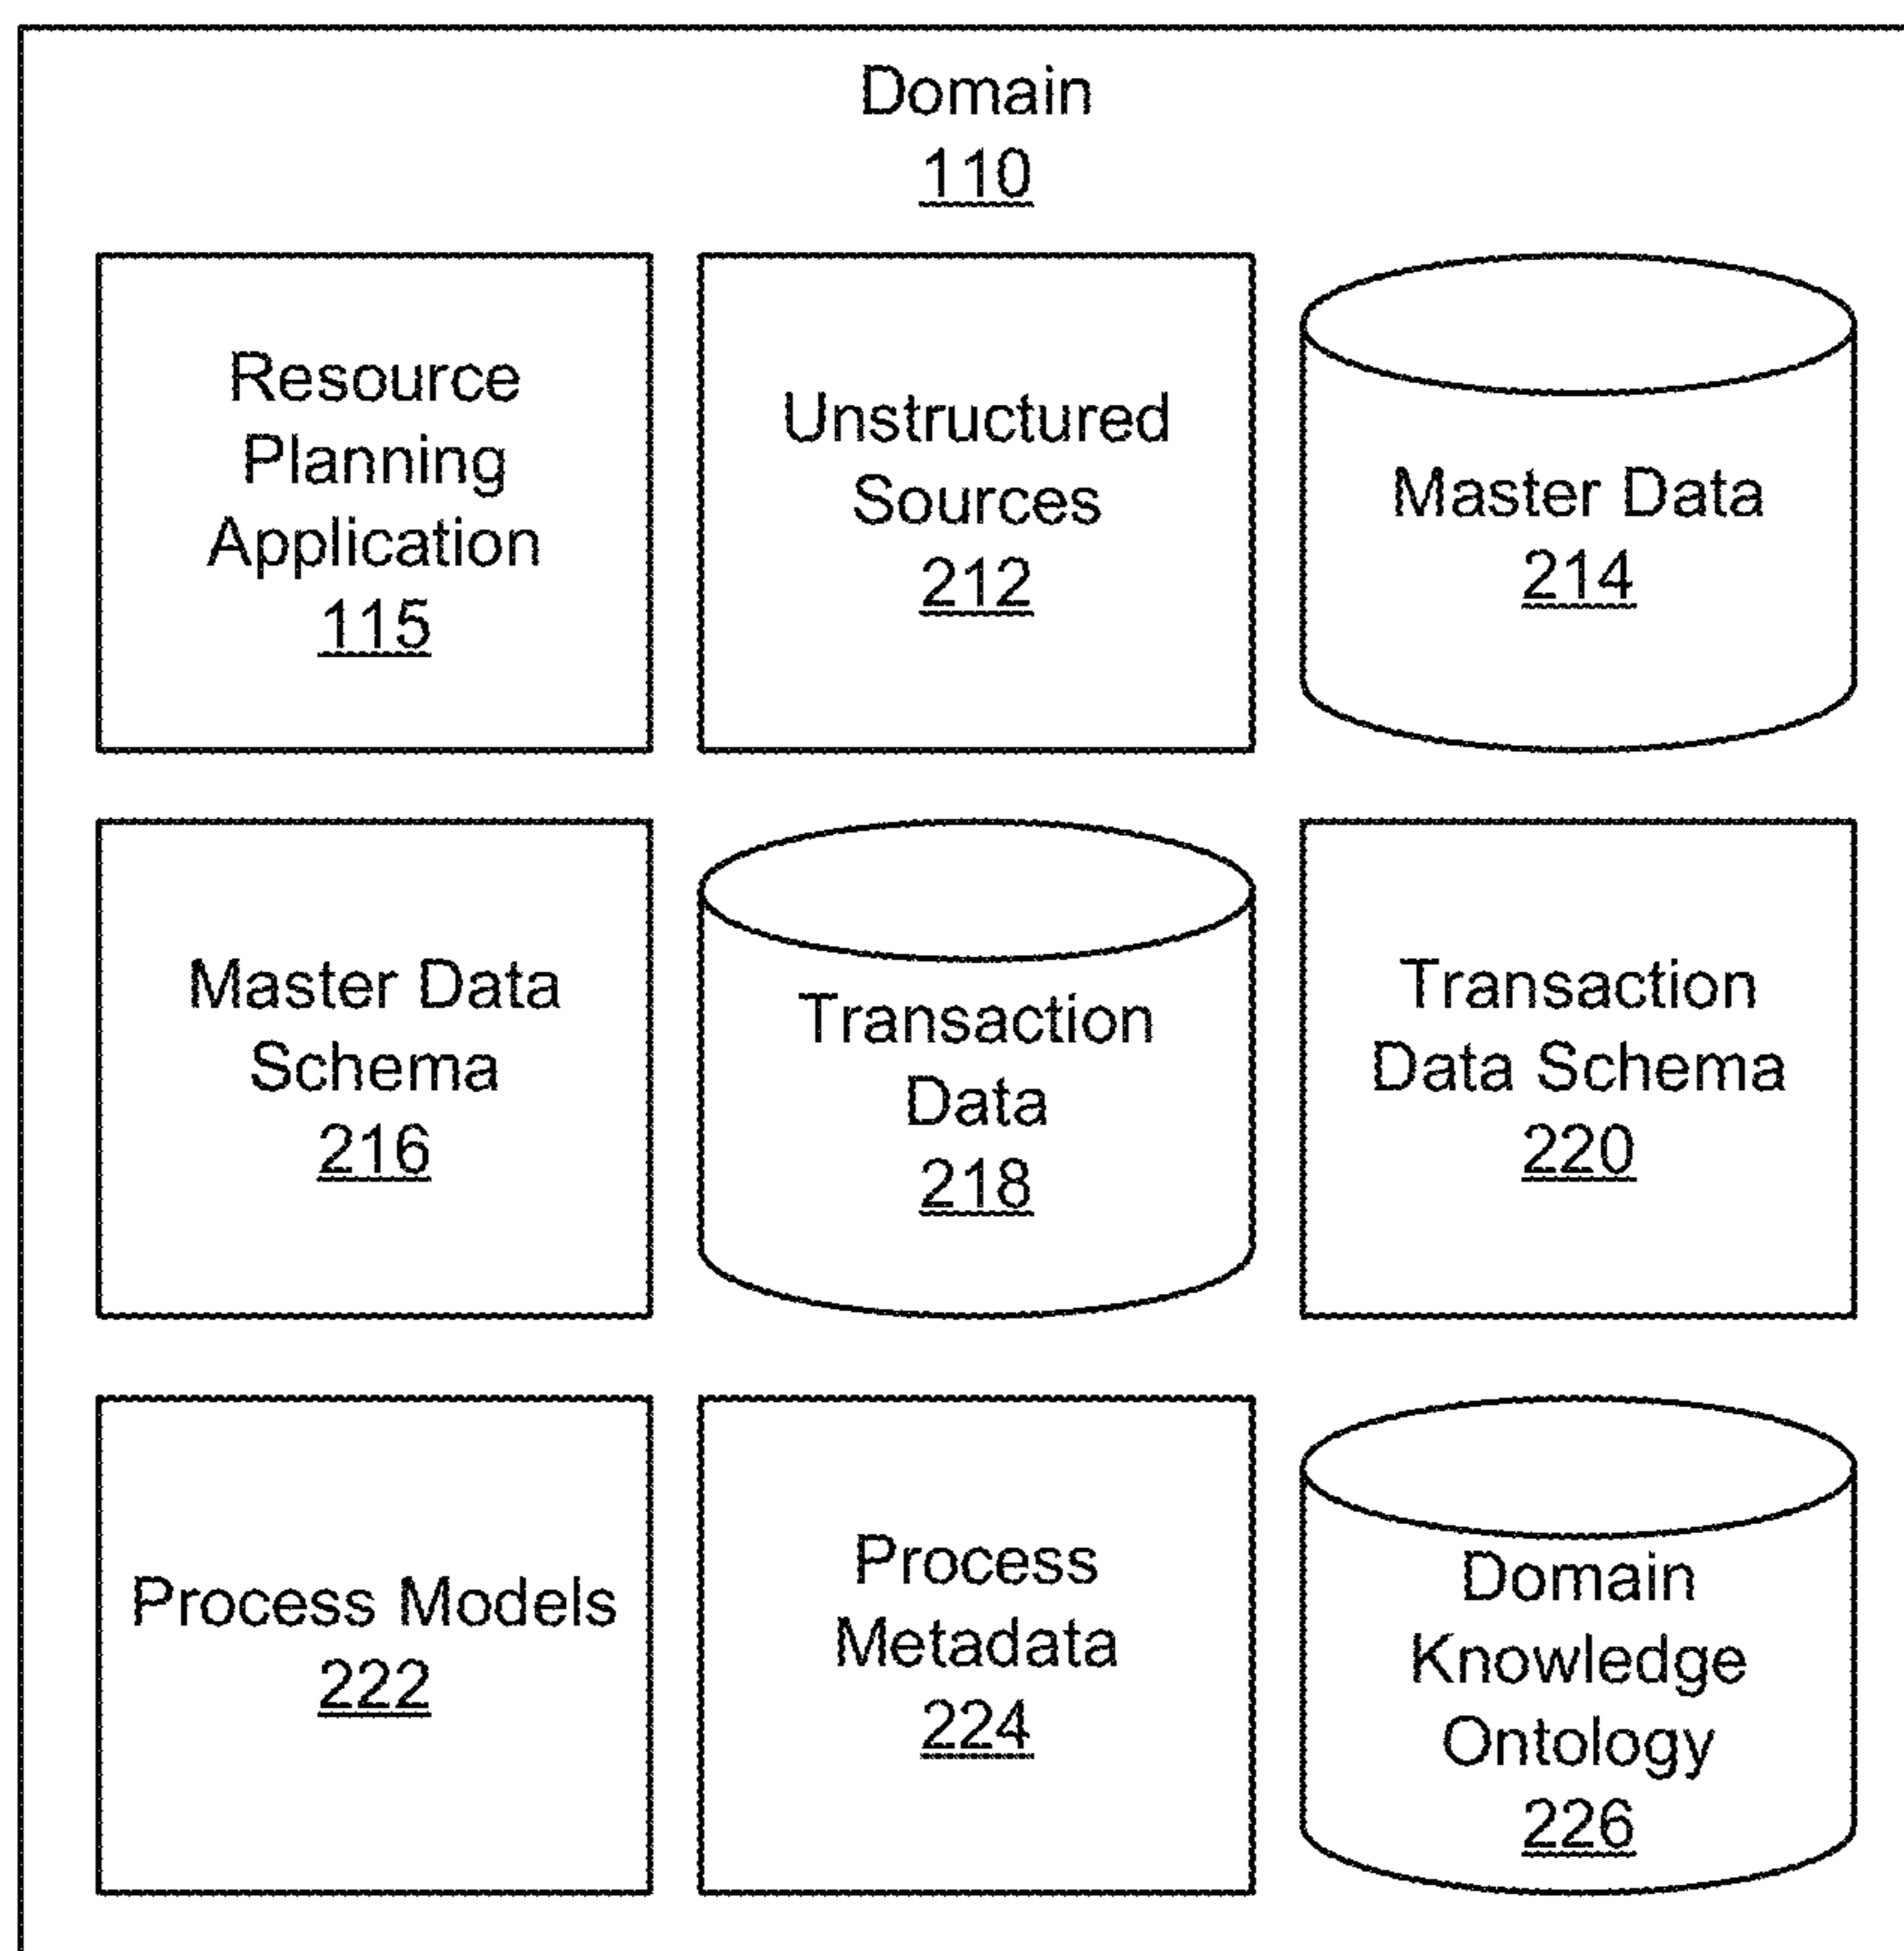 Domain
110
Resource
Planning
Application
115
Unstructured
Sources
212
Master Data
214
Master Data
Schema
216
Transaction
Data
218
Transaction
Data Schema
220
Process Models
222
Process
Metadata
224
Domain
Knowledge
Ontology
226